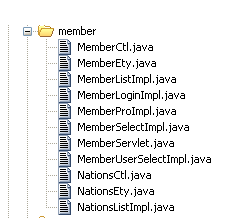 member
MemberCtl.java
MemberEty.java
MemberListImpl.java
MemberLoginImpl.java
MemberProImpl.java
MemberSelectImpl.java
MemberServlet.java
MemberUserSelectImpl.java
NationsCtl.java
NationsEty.java
NationsListImpl.java